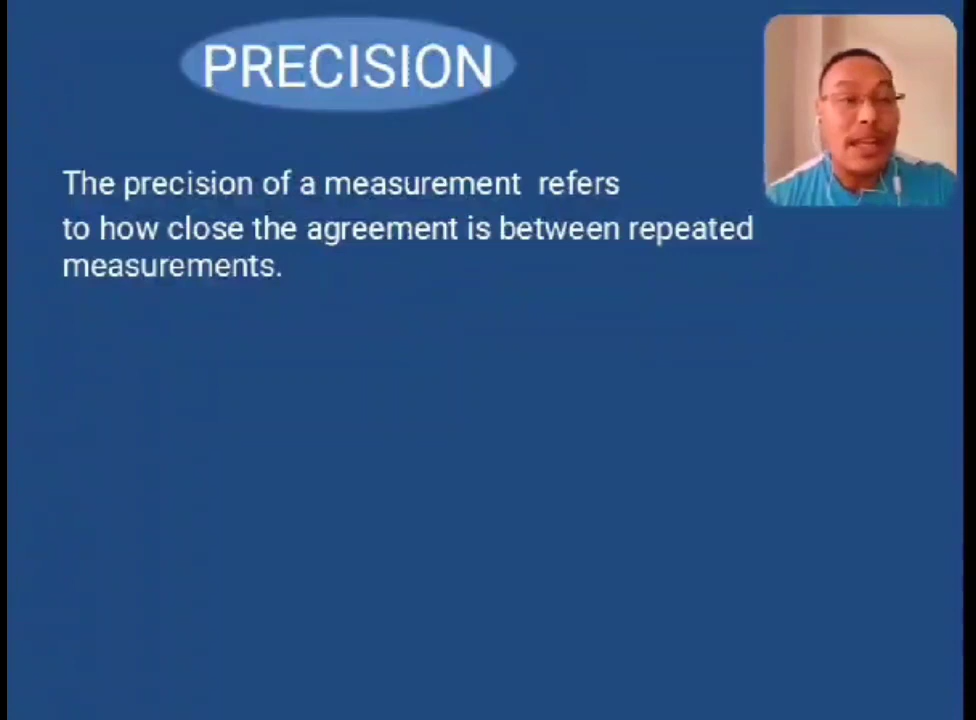 PRECISION
The precision of a measurement refers
to how close the agreement is between repeated
measurements.